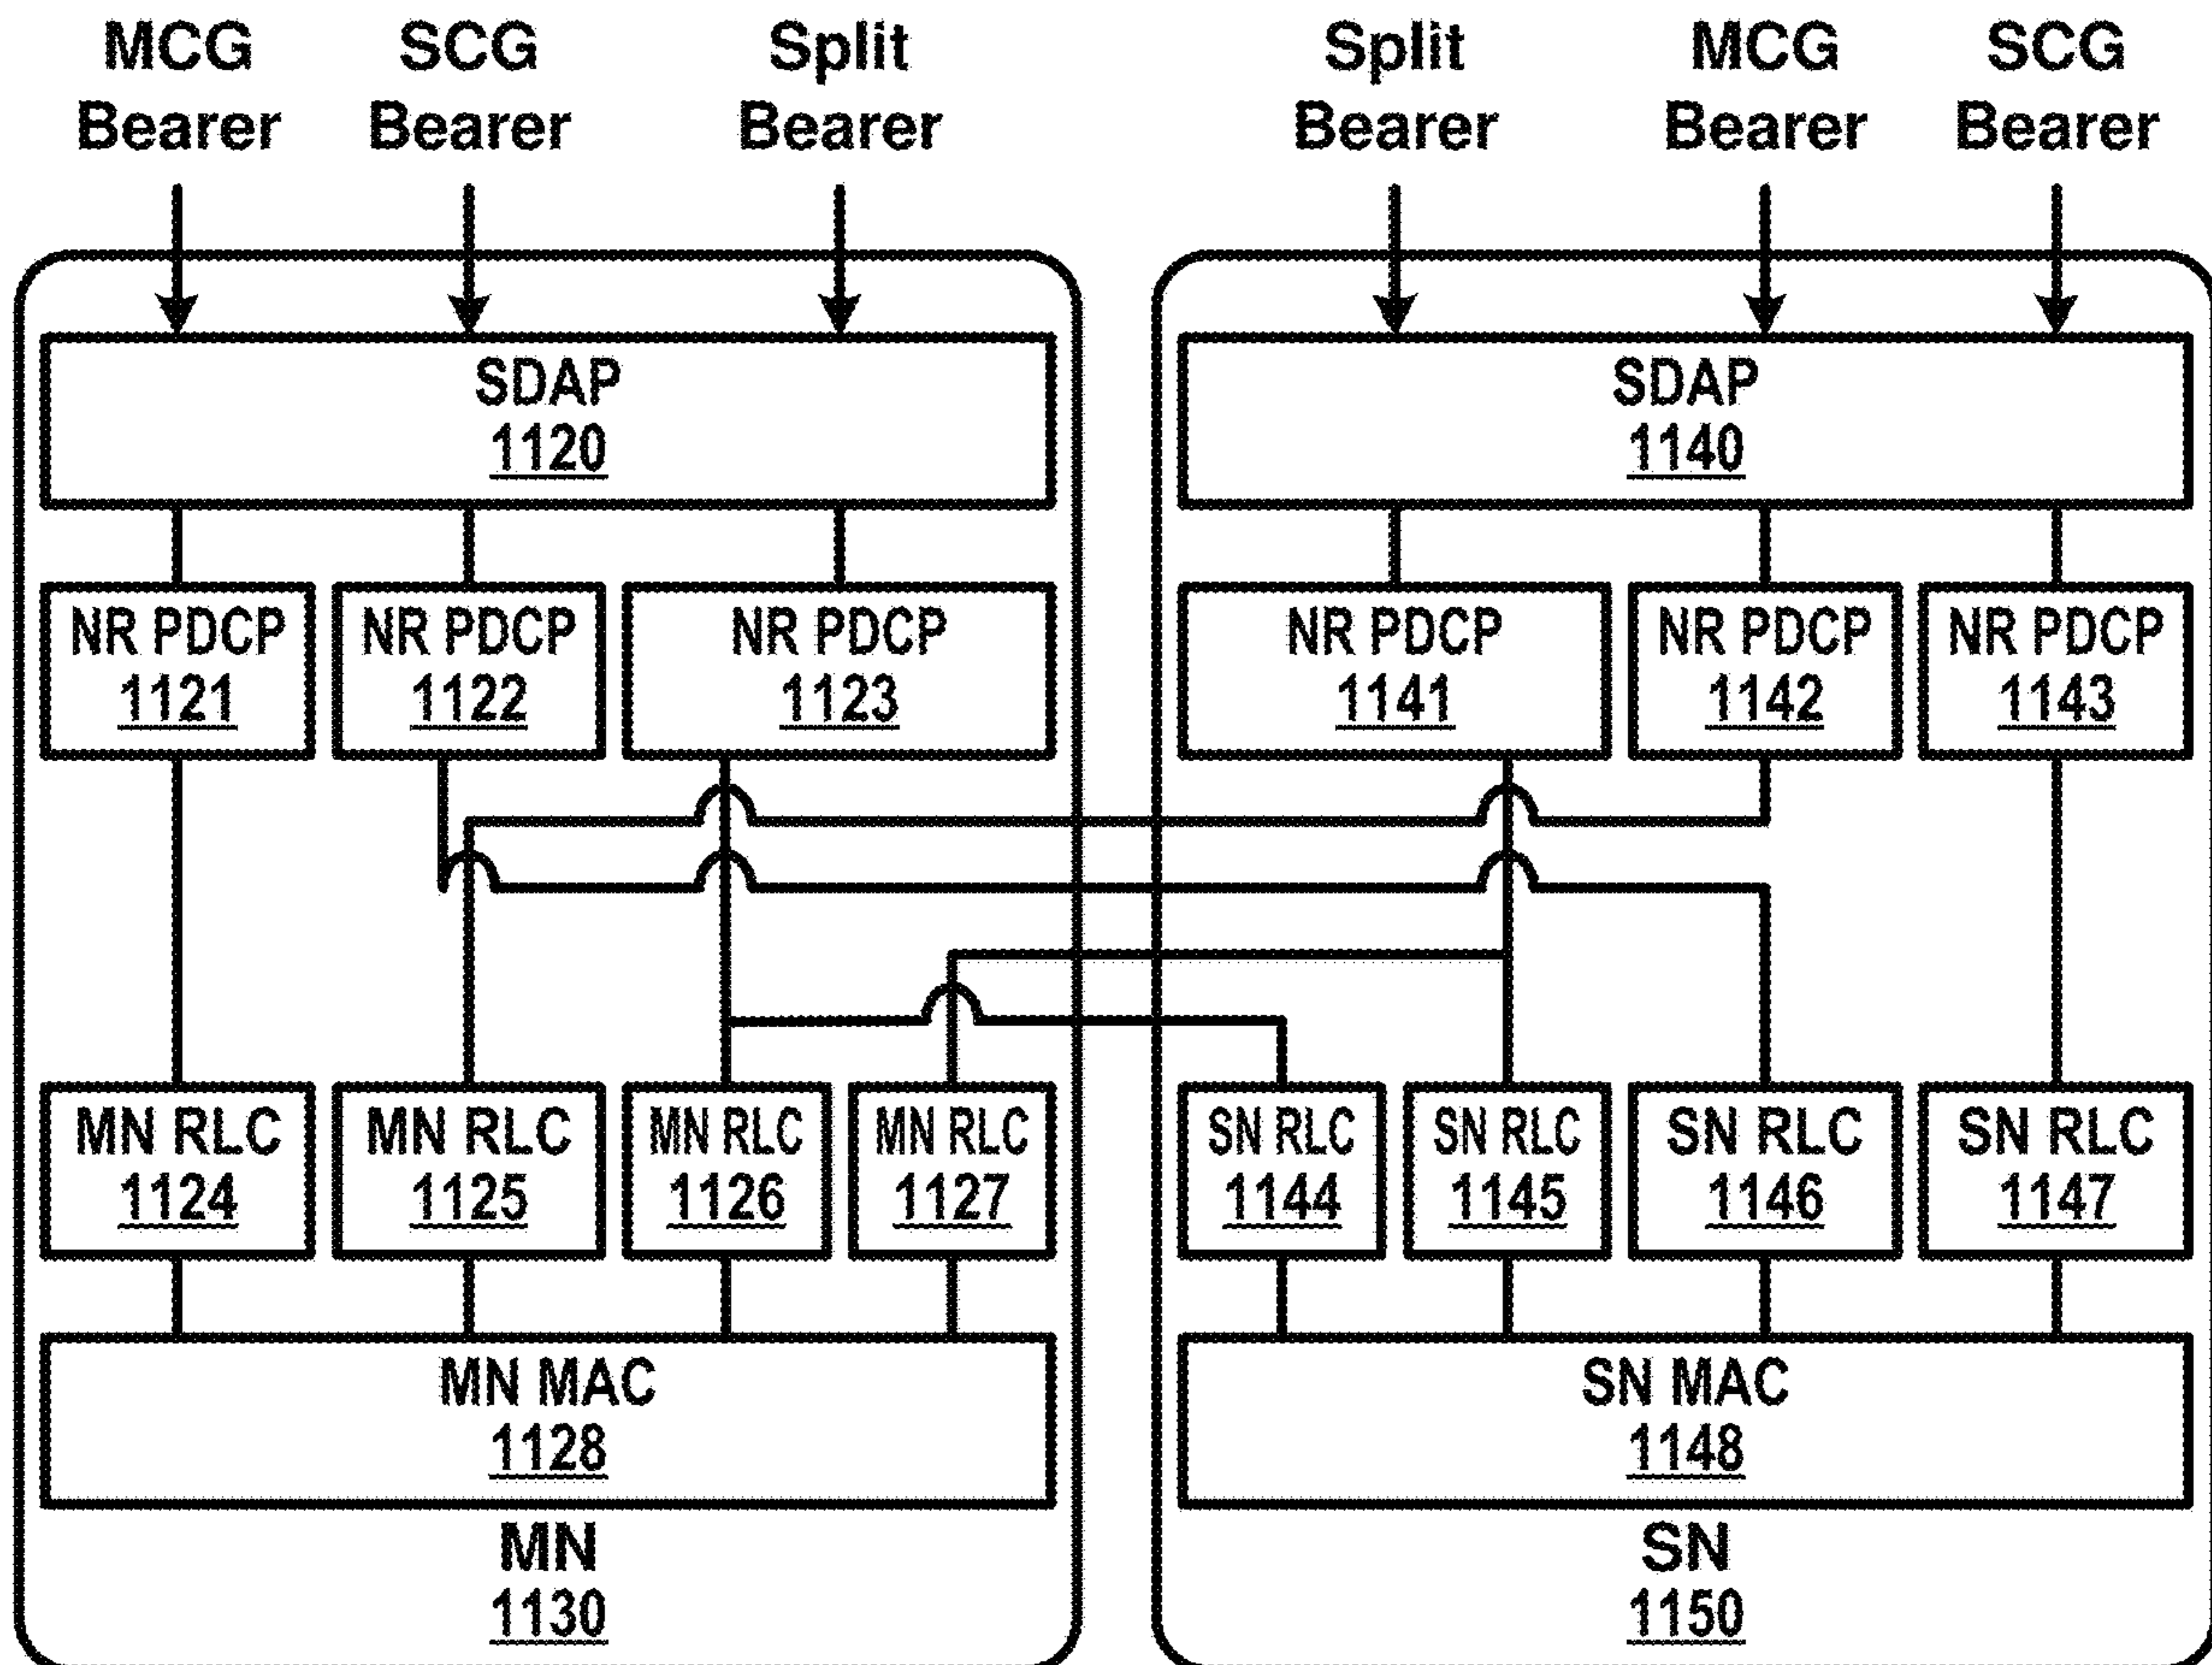 MCG
Bearer
SCG
Bearer
Split
Bearer
Split
Bearer
MCG
Bearer
SCG
Bearer
SDAP
1120
SDAP
1140
NR PDCP
1121
NR PDCP
1122
NR PDCP
1123
NR PDCP
1141
NR PDCP
1142
NR PDCP
1143
MN RLC
1124
MN RLC
1125
MN RLC
1126
MN RLC
1127
SN RLC
1144
SN RLC
1145
SN RLC
1146
SN RLC
1147
MN MAC
1128
SN MAC
1148
MN
1130
SN
1150